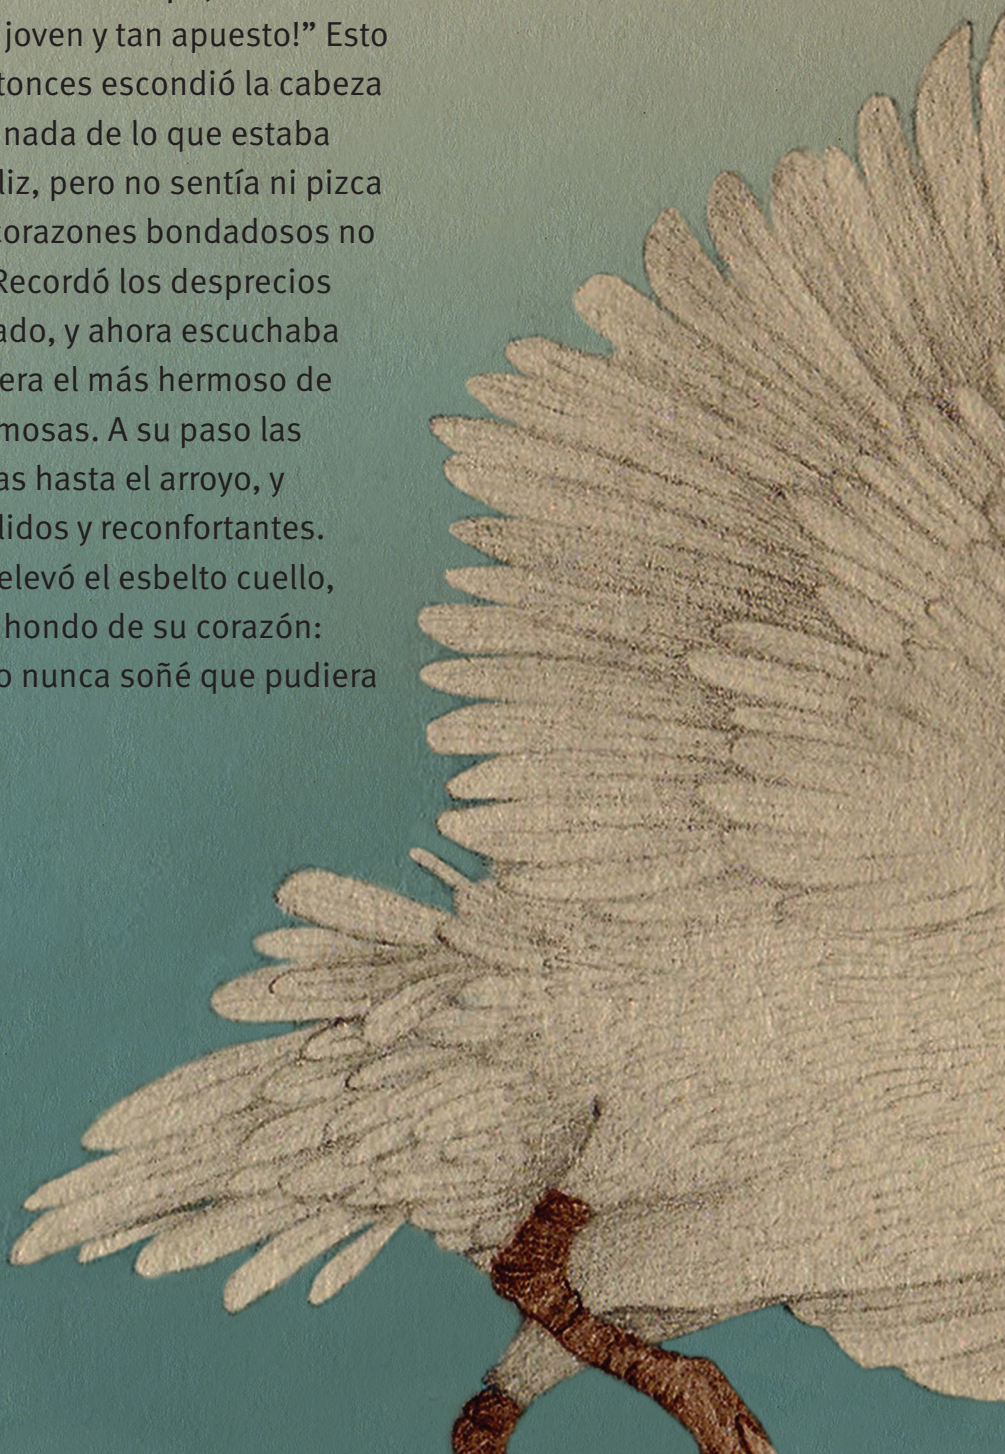 joven y tan apuesto!” Esto
tonces escondió la cabeza
nada de lo que estaba
liz, pero no sentía ni pizca
corazones bondadosos no
Recordó los desprecios
ado, y ahora escuchaba
era el más hermoso de
mosas. A su paso las
as hasta el arroyo, y
lidos y reconfortantes.
elevó el esbelto cuello,
hondo de su corazón:
o nunca soñé que pudiera